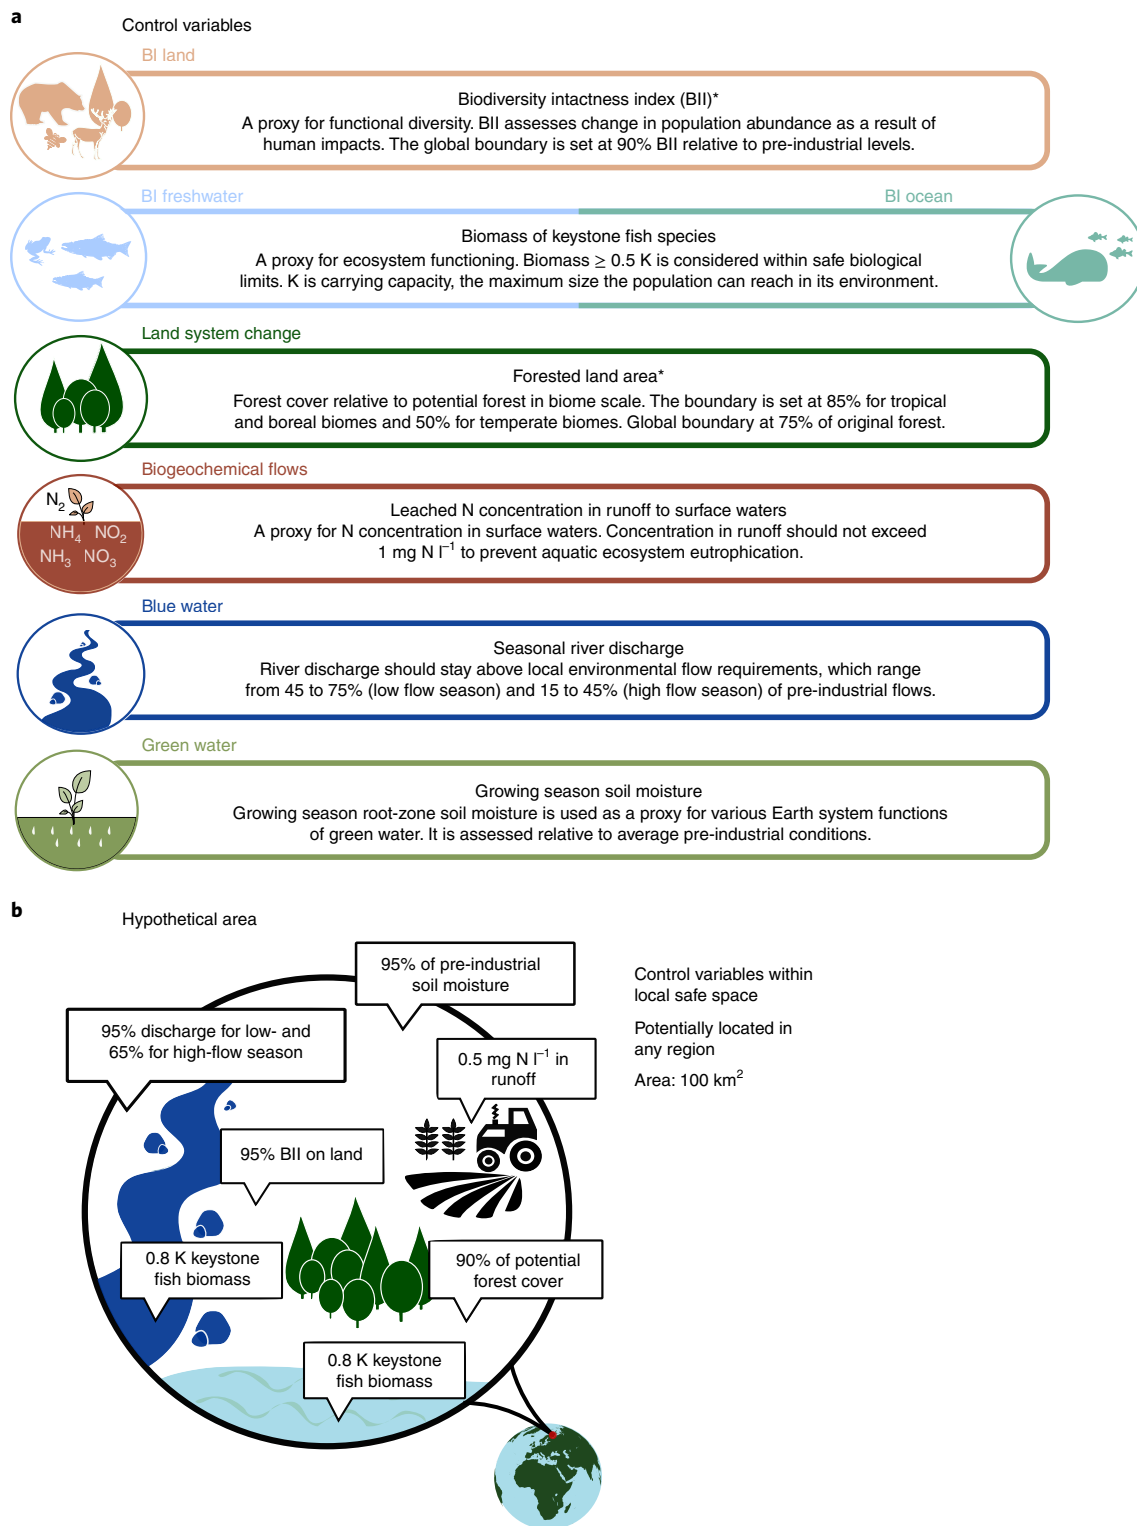 a
Control variables
BI land
Biodiversity intactness index (BII)*
A proxy for functional diversity. BII assesses change in population abundance as a result of
human impacts. The global boundary is set at 90% BII relative to pre-industrial levels.
BI freshwater
BI ocean
Biomass of keystone fish species
A proxy for ecosystem functioning. Biomass ≥ 0.5 K is considered within safe biological
limits. K is carrying capacity, the maximum size the population can reach in its environment.
Land system change
Forested land area*
Forest cover relative to potential forest in biome scale. The boundary is set at 85% for tropical
and boreal biomes and 50% for temperate biomes. Global boundary at 75% of original forest.
Biogeochemical flows
N₂
NH₄ NO₂
NH₃ NO₃
Leached N concentration in runoff to surface waters
A proxy for N concentration in surface waters. Concentration in runoff should not exceed
1 mg N l⁻¹ to prevent aquatic ecosystem eutrophication.
Blue water
Seasonal river discharge
River discharge should stay above local environmental flow requirements, which range
from 45 to 75% (low flow season) and 15 to 45% (high flow season) of pre-industrial flows.
Green water
Growing season soil moisture
Growing season root-zone soil moisture is used as a proxy for various Earth system functions
of green water. It is assessed relative to average pre-industrial conditions.
b
Hypothetical area
95% of pre-industrial
soil moisture
Control variables within
local safe space
Potentially located in
any region
Area: 100 km²
95% discharge for low- and
65% for high-flow season
0.5 mg N l⁻¹ in
runoff
95% BII on land
0.8 K keystone
fish biomass
90% of potential
forest cover
0.8 K keystone
fish biomass